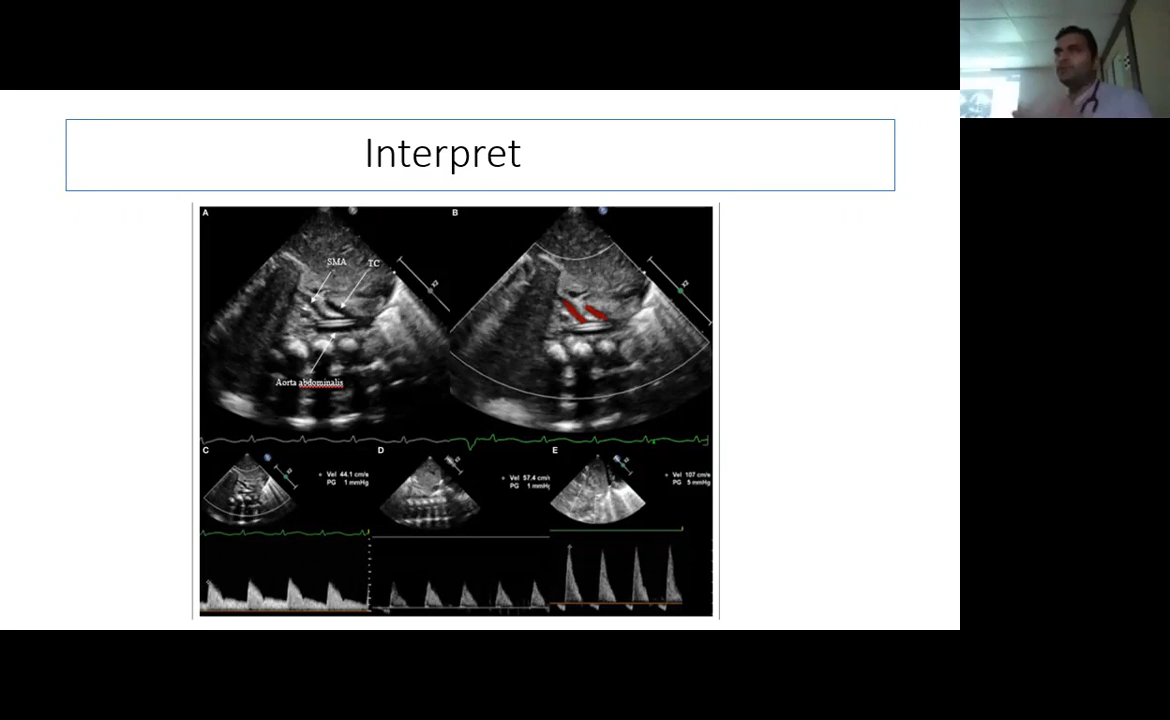 Interpret
A
B
SMA
TC
Aorta abdominalis
C
Vel 44.1 cm/s
PG 1 mmHg
D
Vel 57.4 cm/s
PG 1 mmHg
E
Vel 107 cm/s
PG 5 mmHg